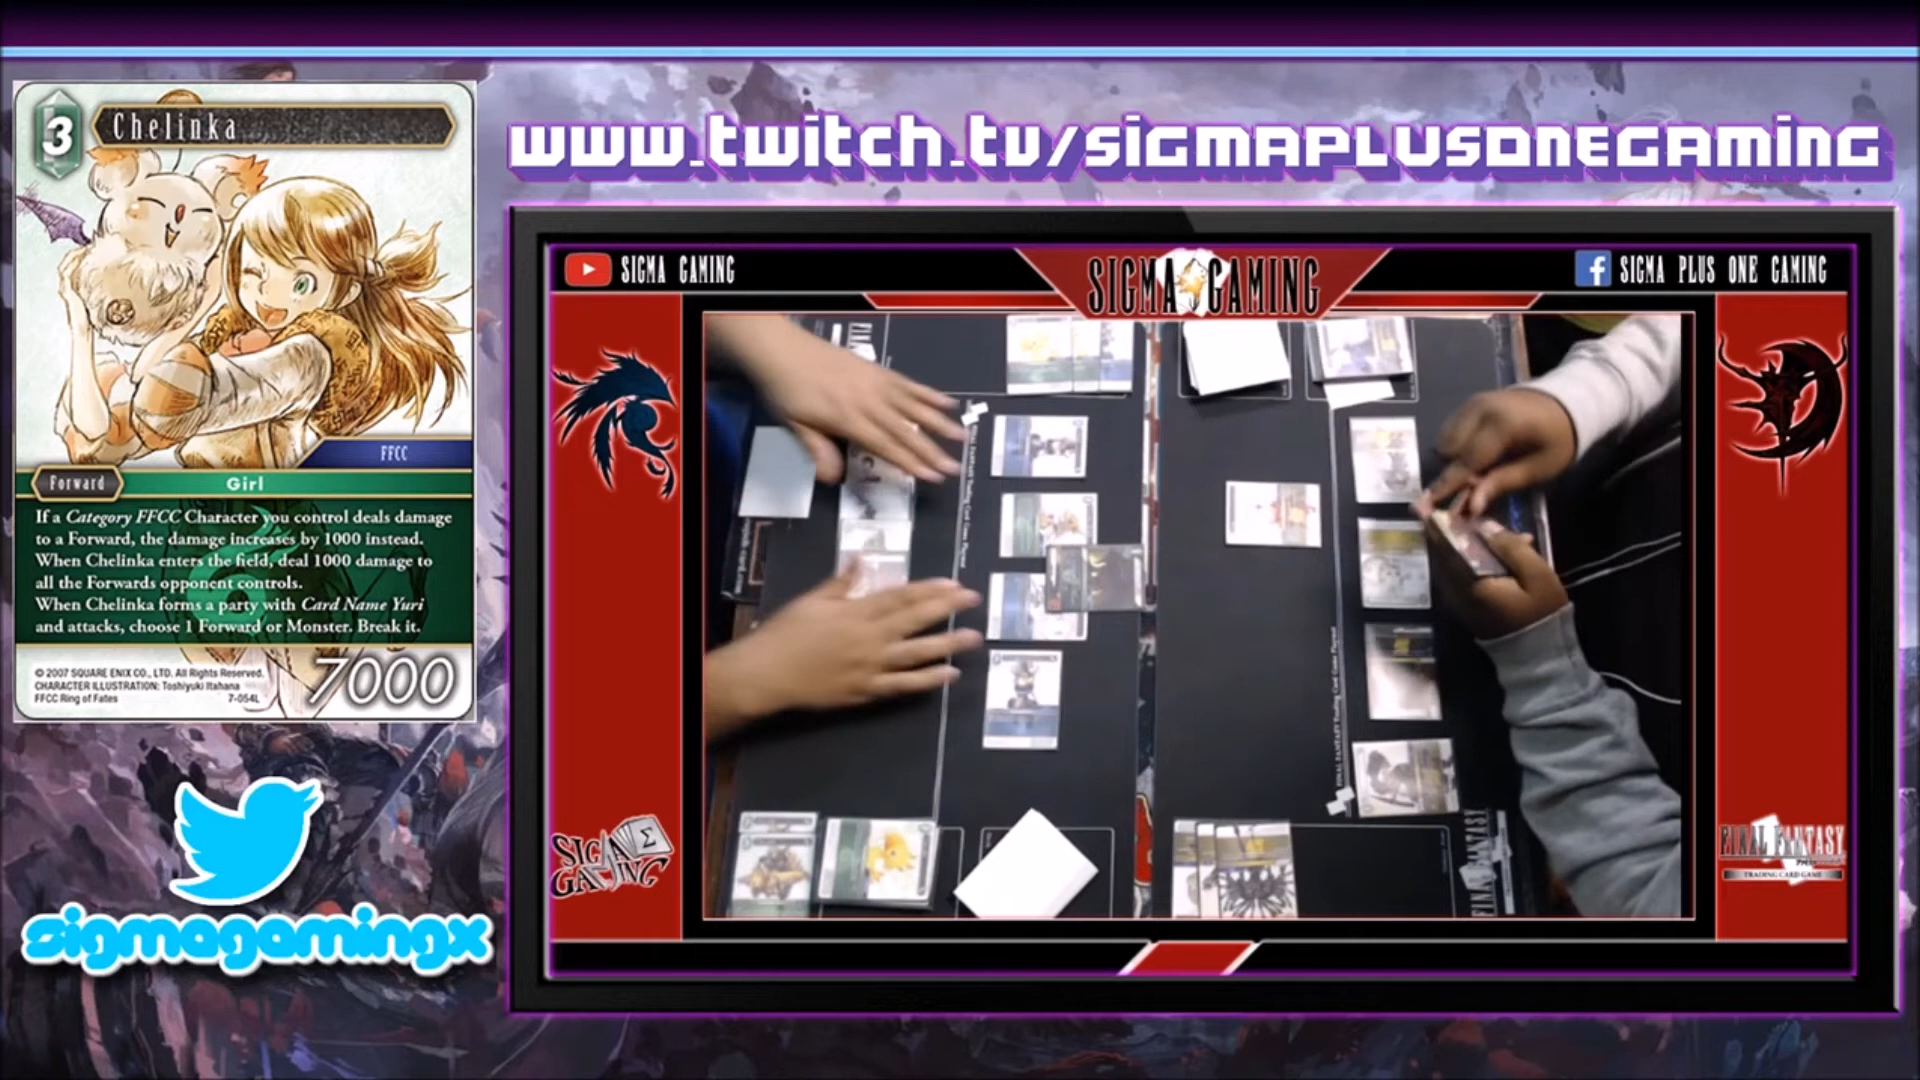 3
Chelinka
FFCC
Forward
Girl
If a Category FFCC Character you control deals damage
to a Forward, the damage increases by 1000 instead.
When Chelinka enters the field, deal 1000 damage to
all the Forwards opponent controls.
When Chelinka forms a party with Card Name Yuri
and attacks, choose 1 Forward or Monster. Break it.
© 2007 SQUARE ENIX CO., LTD. All Rights Reserved.
CHARACTER ILLUSTRATION: Toshiyuki Itahana
FFCC Ring of Fates
7-054L
7000
sigmagamingx
www.twitch.tv/sigmaplusonegaming
SIGMA GAMING
SIGMA GAMING
SIGMA PLUS ONE GAMING
SIGMA
GAMING
FINAL FANTASY
TRADING CARD GAME